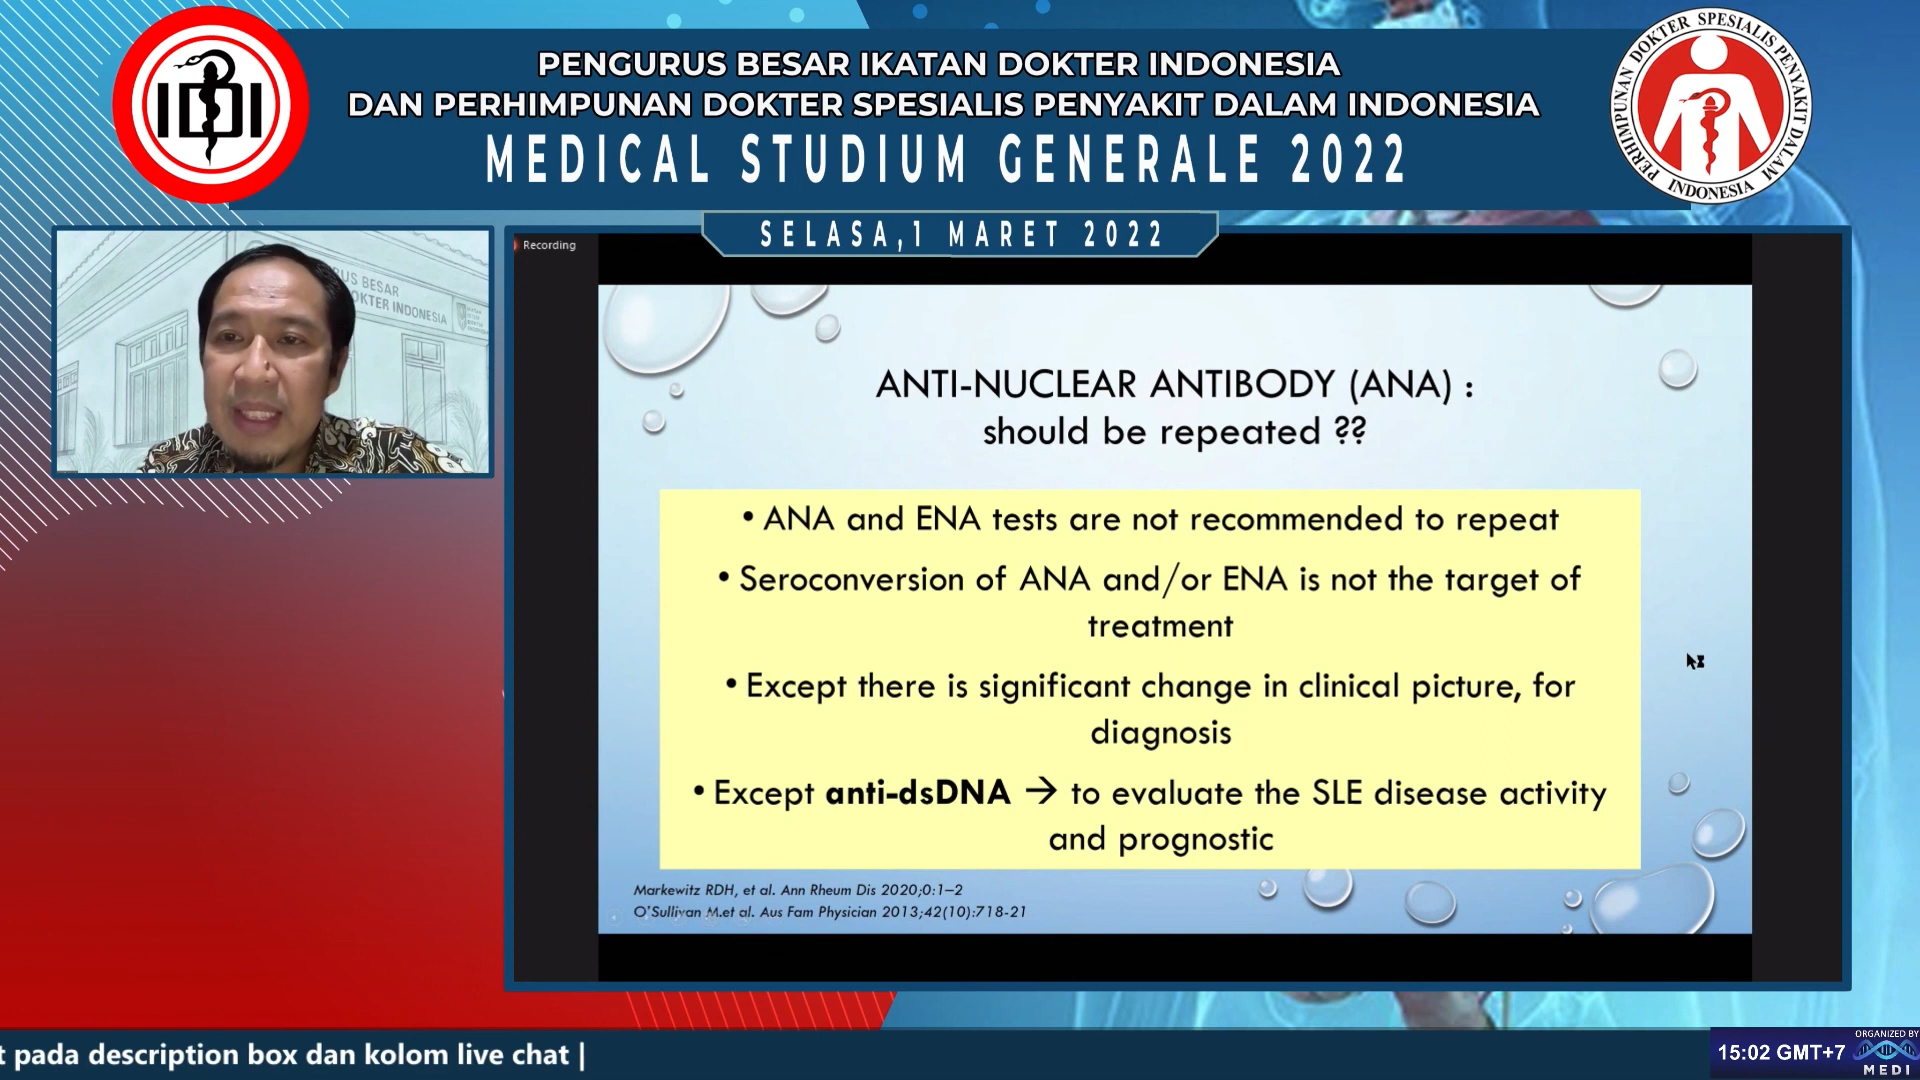 IDI
PENGURUS BESAR IKATAN DOKTER INDONESIA
DAN PERHIMPUNAN DOKTER SPESIALIS PENYAKIT DALAM INDONESIA
MEDICAL STUDIUM GENERALE 2022
PERHIMPUNAN DOKTER SPESIALIS PENYAKIT DALAM
INDONESIA
SELASA,1 MARET 2022
Recording
US BESAR
OKTER INDONESIA
ANTI-NUCLEAR ANTIBODY (ANA) :
should be repeated ??
• ANA and ENA tests are not recommended to repeat
• Seroconversion of ANA and/or ENA is not the target of
treatment
• Except there is significant change in clinical picture, for
diagnosis
• Except anti-dsDNA → to evaluate the SLE disease activity
and prognostic
Markewitz RDH, et al. Ann Rheum Dis 2020;0:1–2
O'Sullivan M.et al. Aus Fam Physician 2013;42(10):718-21
t pada description box dan kolom live chat |
15:02 GMT+7
ORGANIZED BY
MEDI